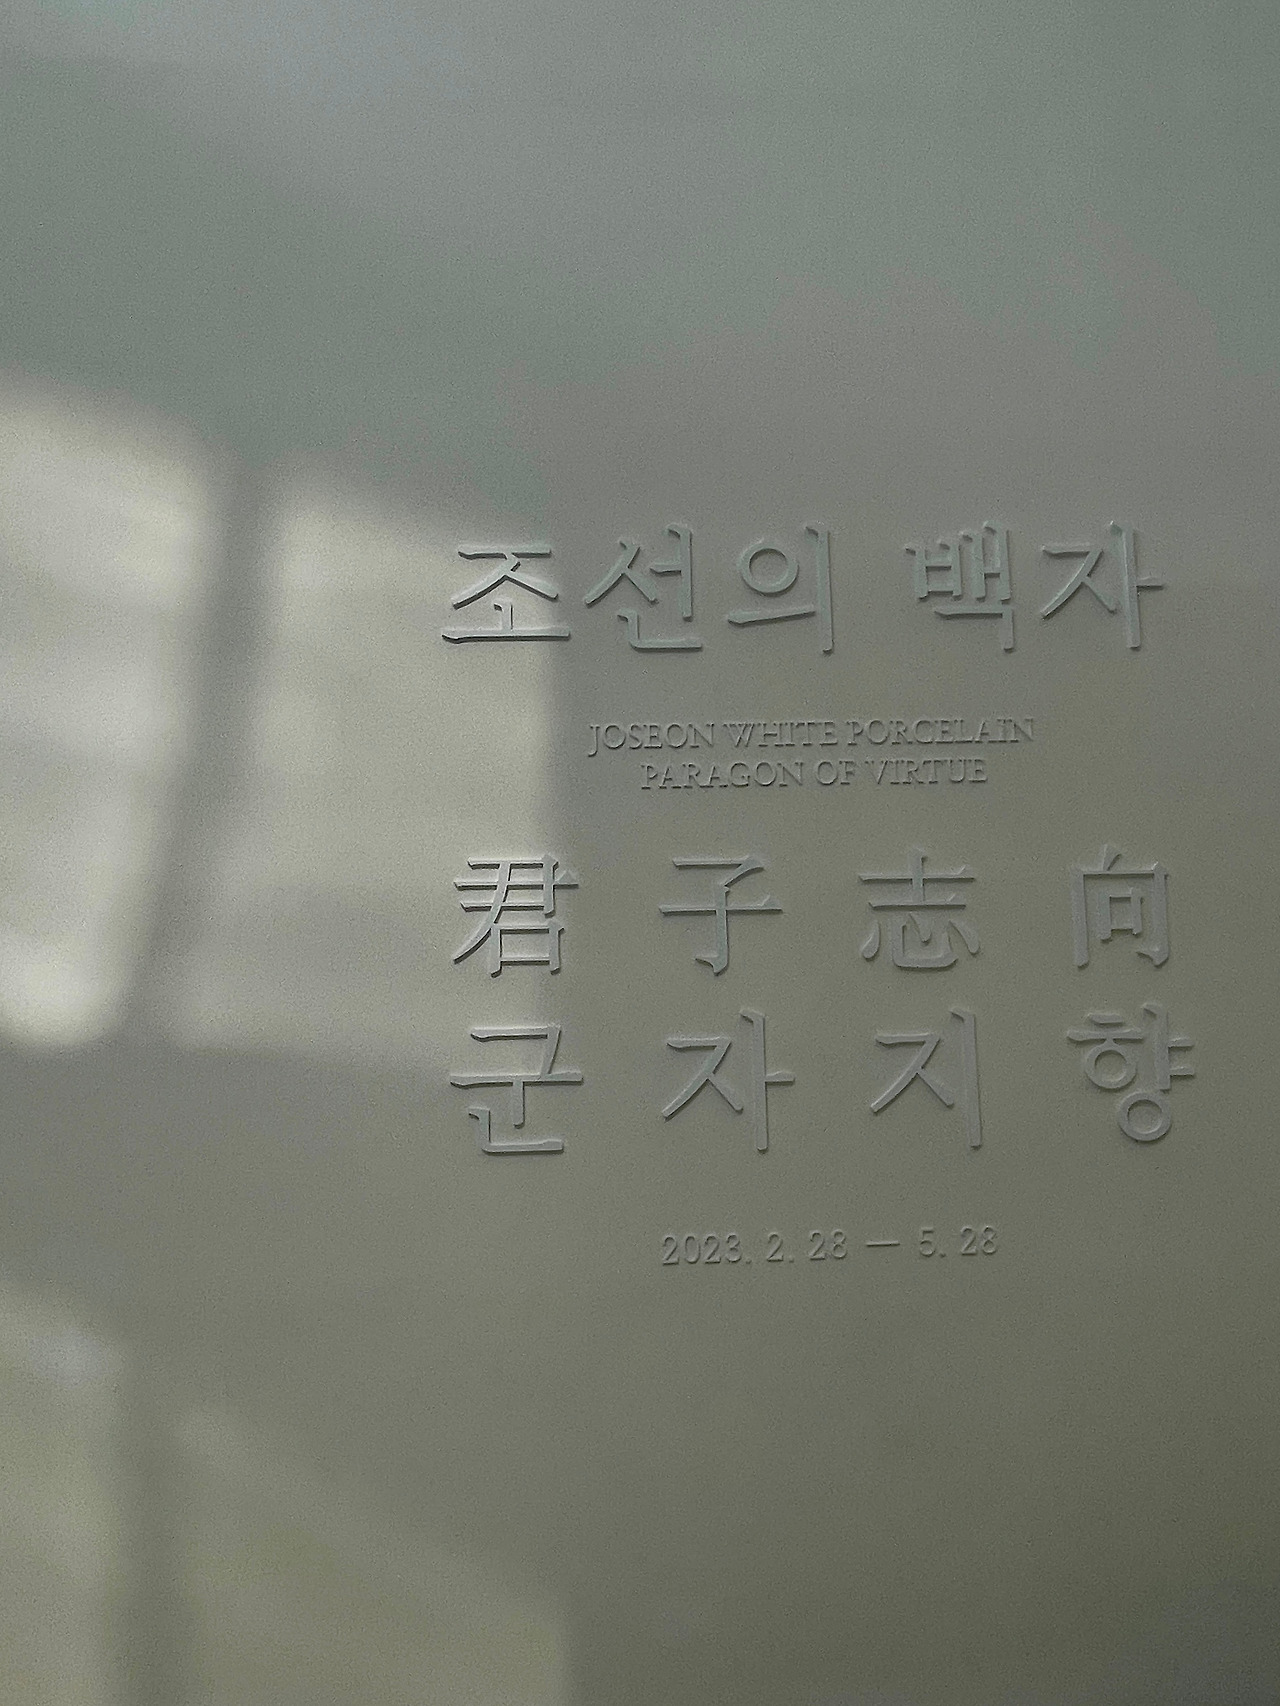 조선의 백자
JOSEON WHITE PORCELAIN
PARAGON OF VIRTUE
君子志向
군자지향
2023. 2. 28 — 5. 28